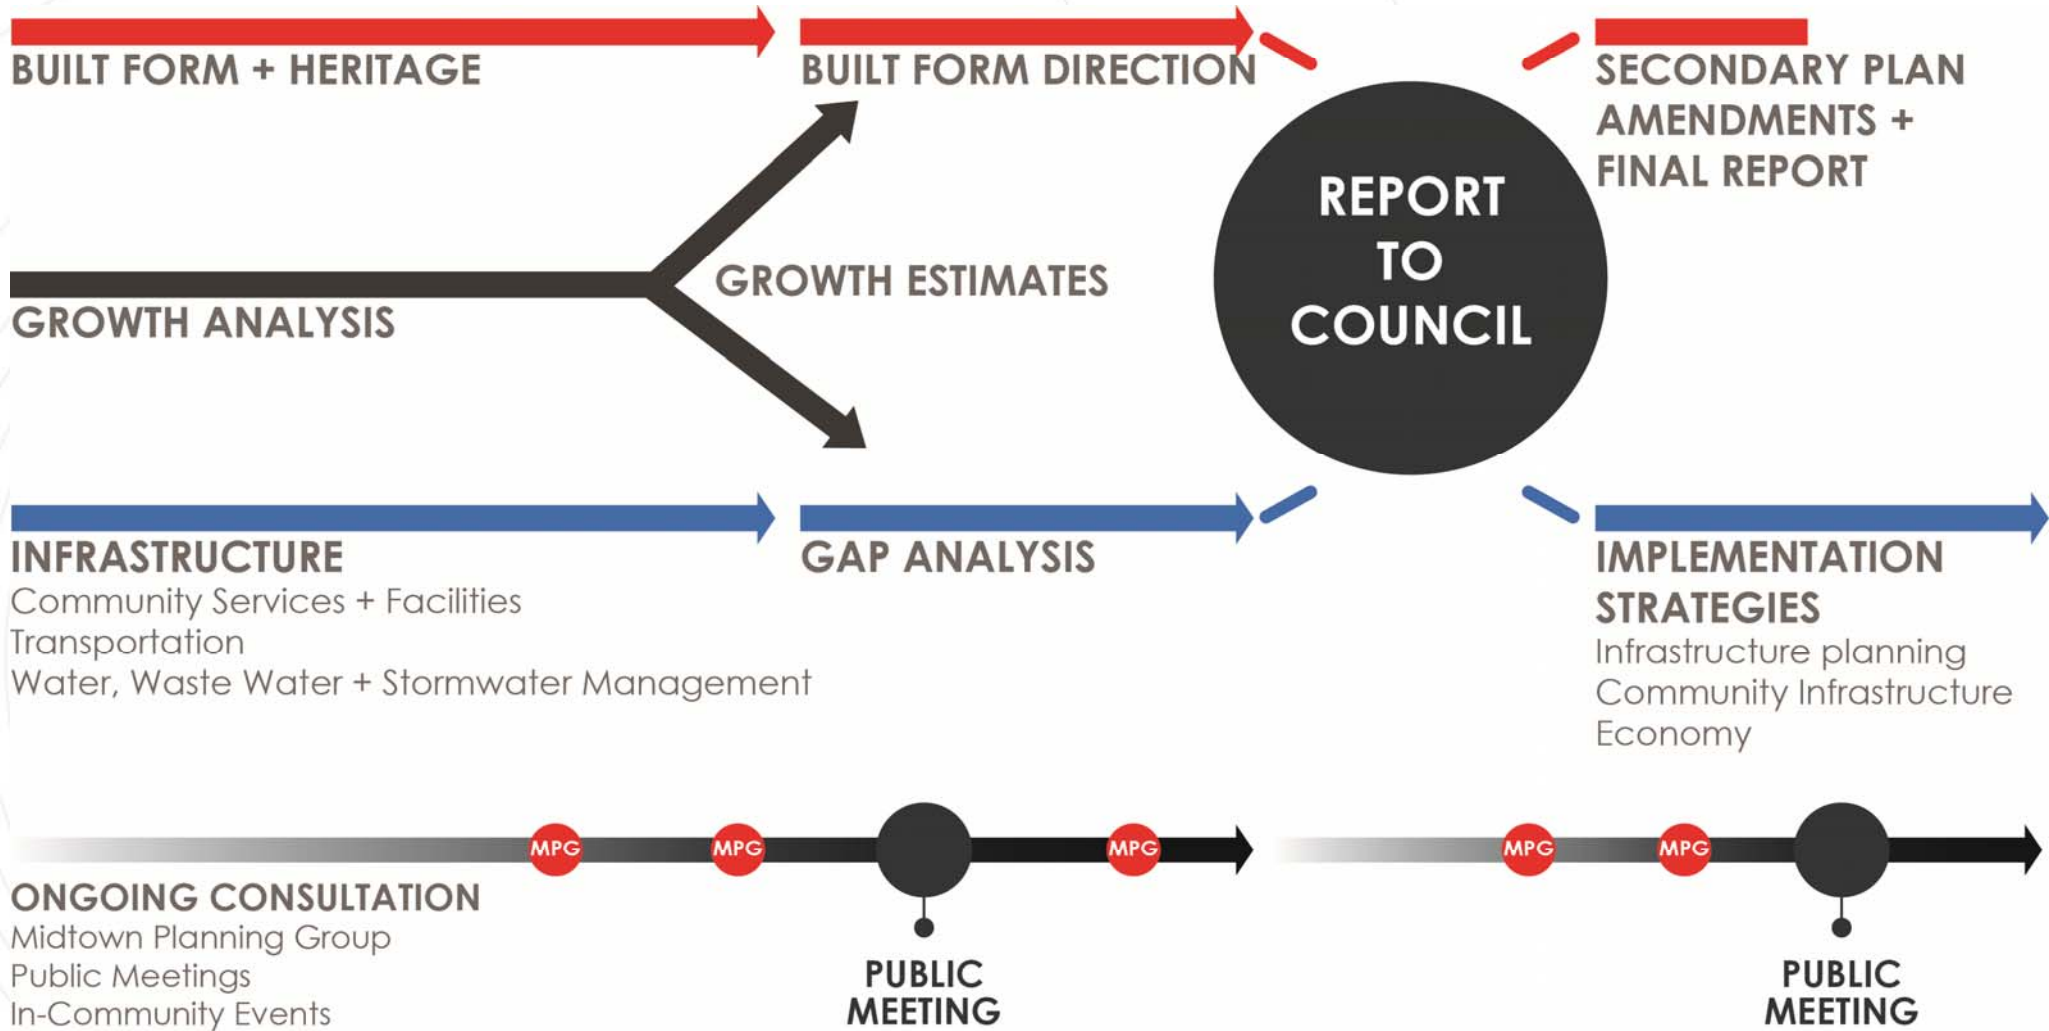 BUILT FORM + HERITAGE
BUILT FORM DIRECTION
SECONDARY PLAN
AMENDMENTS +
FINAL REPORT
REPORT
TO
COUNCIL
GROWTH ESTIMATES
GROWTH ANALYSIS
INFRASTRUCTURE
Community Services + Facilities
Transportation
Water, Waste Water + Stormwater Management
GAP ANALYSIS
IMPLEMENTATION
STRATEGIES
Infrastructure planning
Community Infrastructure
Economy
MPG
MPG
MPG
MPG
MPG
ONGOING CONSULTATION
Midtown Planning Group
Public Meetings
In-Community Events
PUBLIC
MEETING
PUBLIC
MEETING